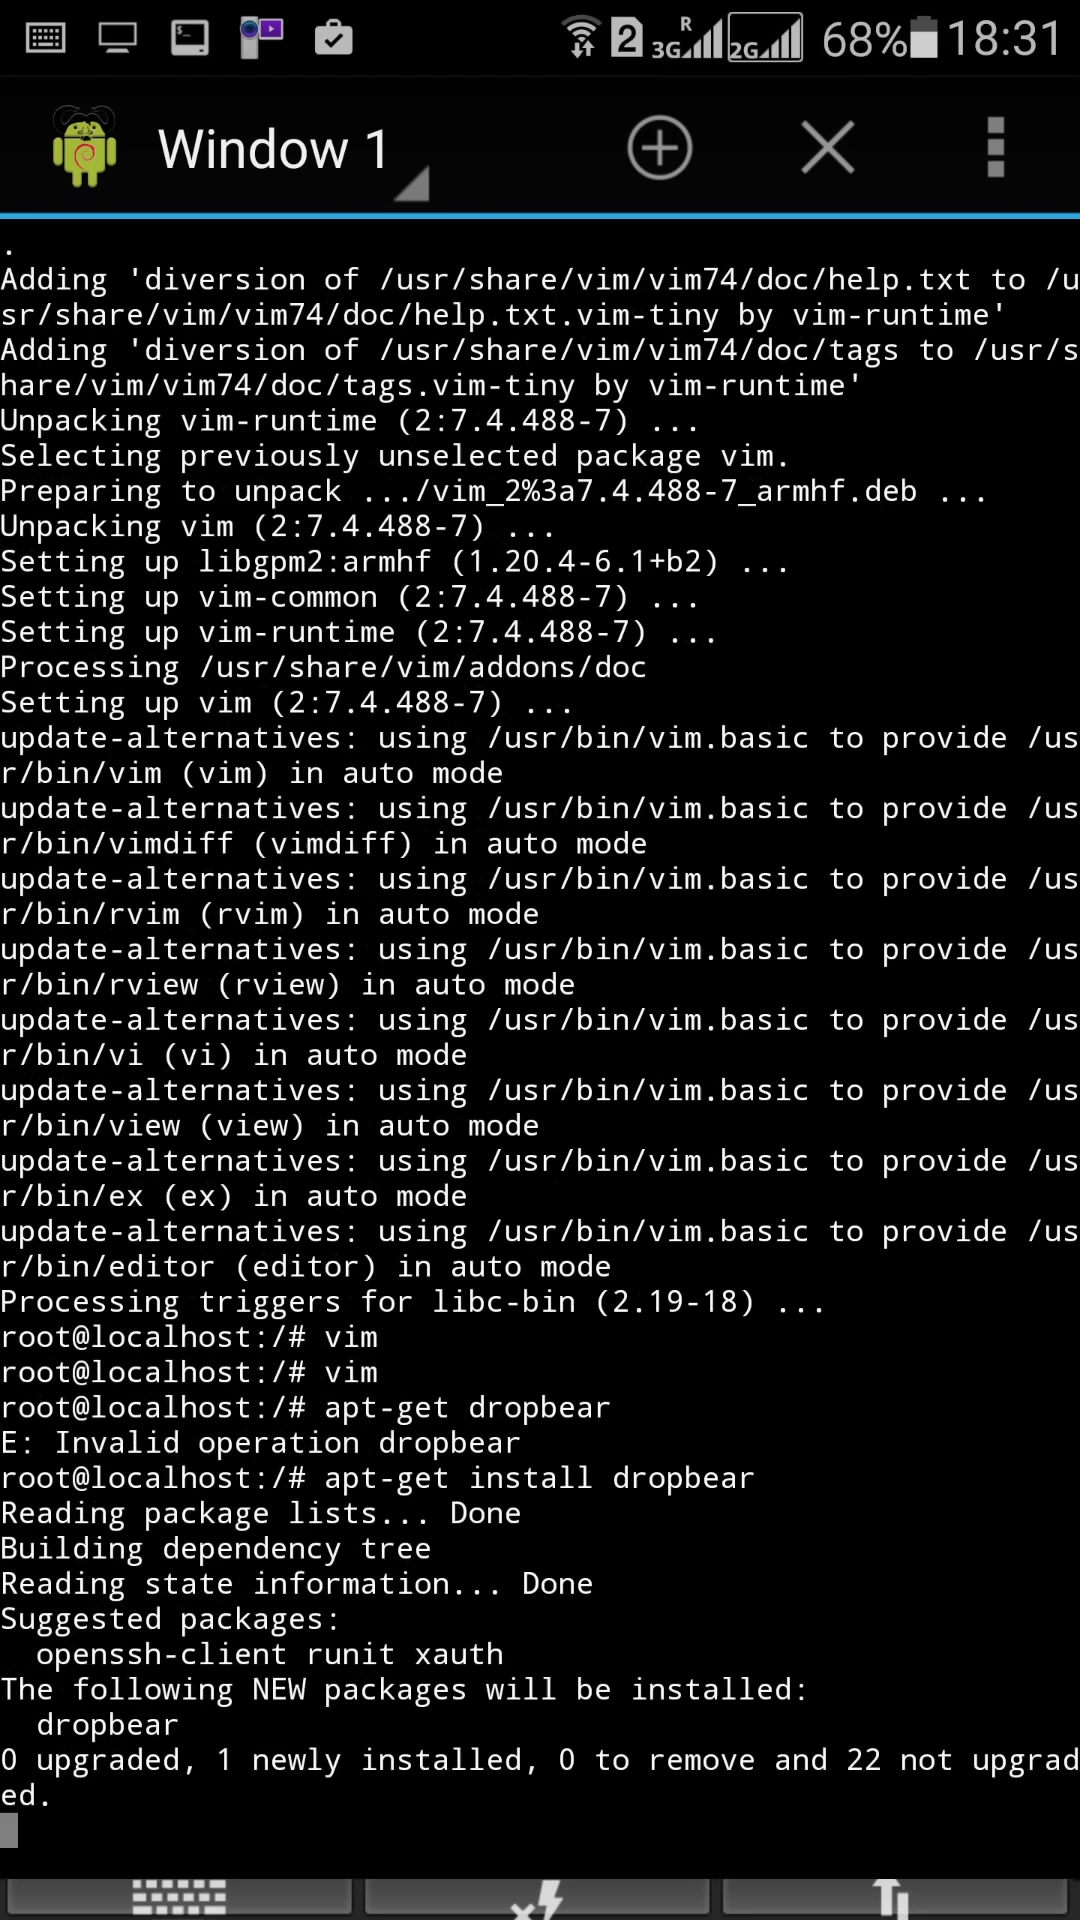 2 3G R 2G 68% 18:31
Window 1
.
Adding 'diversion of /usr/share/vim/vim74/doc/help.txt to /u
sr/share/vim/vim74/doc/help.txt.vim-tiny by vim-runtime'
Adding 'diversion of /usr/share/vim/vim74/doc/tags to /usr/s
hare/vim/vim74/doc/tags.vim-tiny by vim-runtime'
Unpacking vim-runtime (2:7.4.488-7) ...
Selecting previously unselected package vim.
Preparing to unpack .../vim_2%3a7.4.488-7_armhf.deb ...
Unpacking vim (2:7.4.488-7) ...
Setting up libgpm2:armhf (1.20.4-6.1+b2) ...
Setting up vim-common (2:7.4.488-7) ...
Setting up vim-runtime (2:7.4.488-7) ...
Processing /usr/share/vim/addons/doc
Setting up vim (2:7.4.488-7) ...
update-alternatives: using /usr/bin/vim.basic to provide /us
r/bin/vim (vim) in auto mode
update-alternatives: using /usr/bin/vim.basic to provide /us
r/bin/vimdiff (vimdiff) in auto mode
update-alternatives: using /usr/bin/vim.basic to provide /us
r/bin/rvim (rvim) in auto mode
update-alternatives: using /usr/bin/vim.basic to provide /us
r/bin/rview (rview) in auto mode
update-alternatives: using /usr/bin/vim.basic to provide /us
r/bin/vi (vi) in auto mode
update-alternatives: using /usr/bin/vim.basic to provide /us
r/bin/view (view) in auto mode
update-alternatives: using /usr/bin/vim.basic to provide /us
r/bin/ex (ex) in auto mode
update-alternatives: using /usr/bin/vim.basic to provide /us
r/bin/editor (editor) in auto mode
Processing triggers for libc-bin (2.19-18) ...
root@localhost:/# vim
root@localhost:/# vim
root@localhost:/# apt-get dropbear
E: Invalid operation dropbear
root@localhost:/# apt-get install dropbear
Reading package lists... Done
Building dependency tree
Reading state information... Done
Suggested packages:
  openssh-client runit xauth
The following NEW packages will be installed:
  dropbear
0 upgraded, 1 newly installed, 0 to remove and 22 not upgrad
ed.